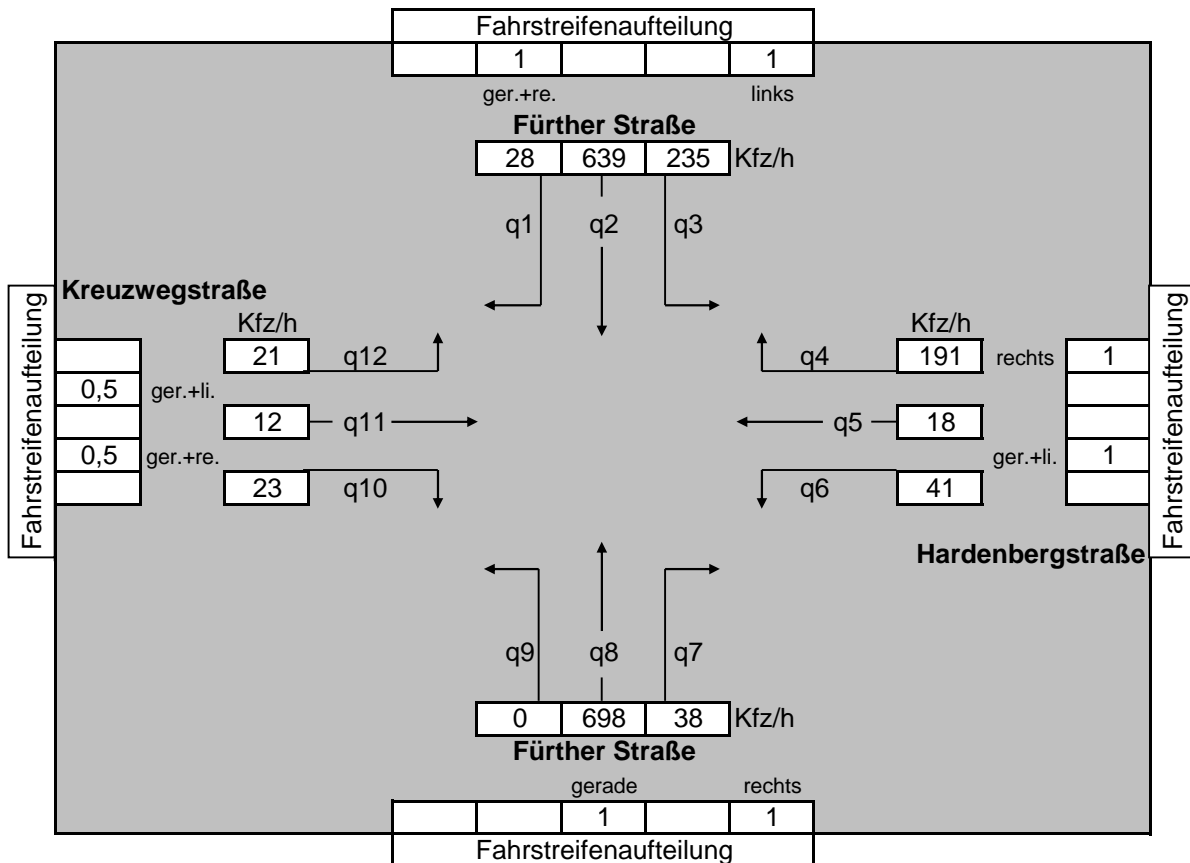 Fahrstreifenaufteilung
1 1
ger.+re. links
Fürther Straße
28 639 235 Kfz/h
q1 q2 q3
Fahrstreifenaufteilung
Kreuzwegstraße
Kfz/h
21 q12
0,5 ger.+li.
12 q11
0,5 ger.+re.
23 q10
Kfz/h
q4 191 rechts 1
q5 18
ger.+li. 1
q6 41
Hardenbergstraße
Fahrstreifenaufteilung
q9 q8 q7
0 698 38 Kfz/h
Fürther Straße
gerade rechts
1 1
Fahrstreifenaufteilung